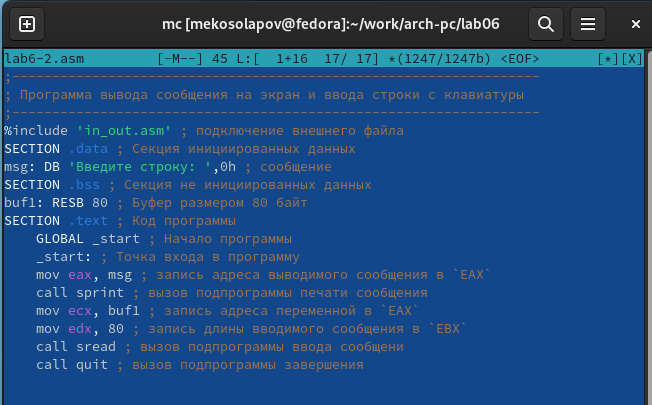 mc [mekosolapov@fedora]:~/work/arch-pc/lab06
lab6-2.asm [-M--] 45 L:[ 1+16 17/ 17] *(1247/1247b) <EOF> [*][X]
;------------------------------------------------------------------
; Программа вывода сообщения на экран и ввода строки с клавиатуры
;------------------------------------------------------------------
%include 'in_out.asm' ; подключение внешнего файла
SECTION .data ; Секция инициированных данных
msg: DB 'Введите строку: ',0h ; сообщение
SECTION .bss ; Секция не инициированных данных
buf1: RESB 80 ; Буфер размером 80 байт
SECTION .text ; Код программы
GLOBAL _start ; Начало программы
_start: ; Точка входа в программу
mov eax, msg ; запись адреса выводимого сообщения в `EAX`
call sprint ; вызов подпрограммы печати сообщения
mov ecx, buf1 ; запись адреса переменной в `EAX`
mov edx, 80 ; запись длины вводимого сообщения в `EBX`
call sread ; вызов подпрограммы ввода сообщени
call quit ; вызов подпрограммы завершения